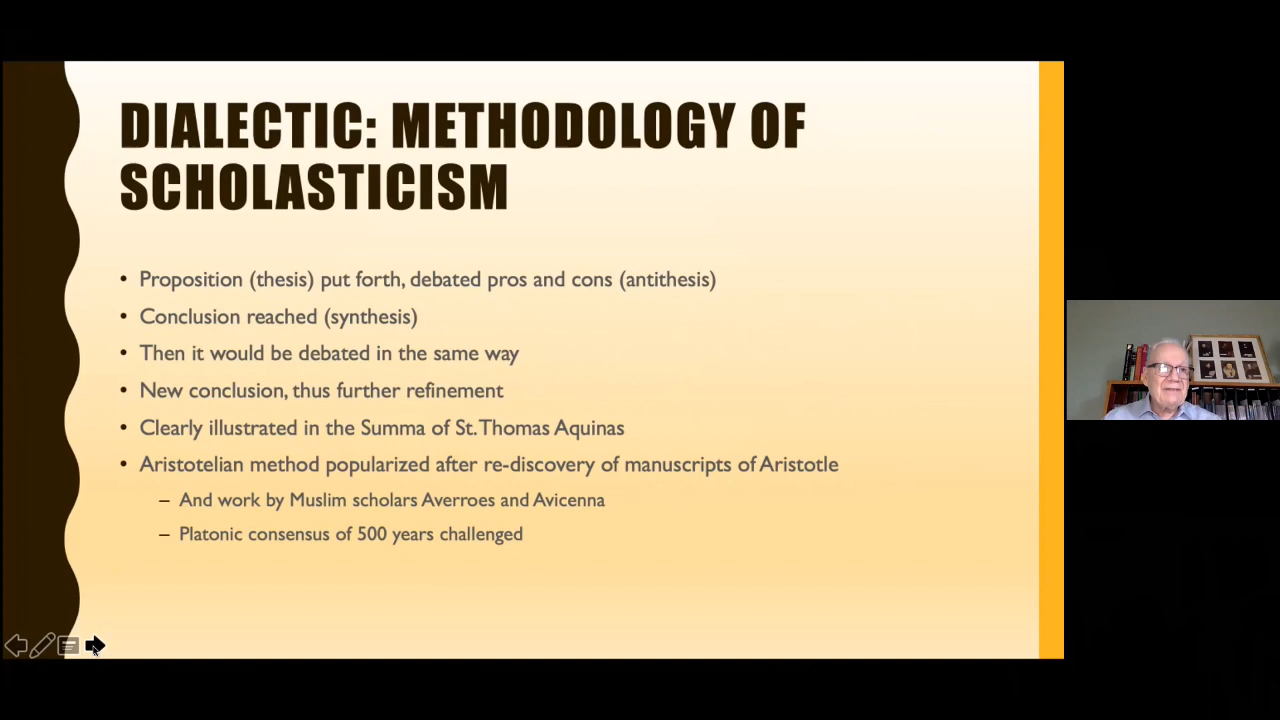 DIALECTIC: METHODOLOGY OF
SCHOLASTICISM
• Proposition (thesis) put forth, debated pros and cons (antithesis)
• Conclusion reached (synthesis)
• Then it would be debated in the same way
• New conclusion, thus further refinement
• Clearly illustrated in the Summa of St. Thomas Aquinas
• Aristotelian method popularized after re-discovery of manuscripts of Aristotle
– And work by Muslim scholars Averroes and Avicenna
– Platonic consensus of 500 years challenged